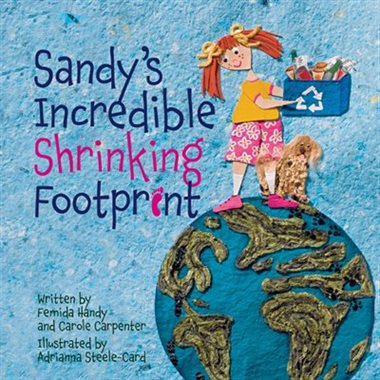 Sandy's
Incredible
Shrinking
Footprint
Written by
Femida Handy
and Carole Carpenter
Illustrated by
Adrianna Steele-Card